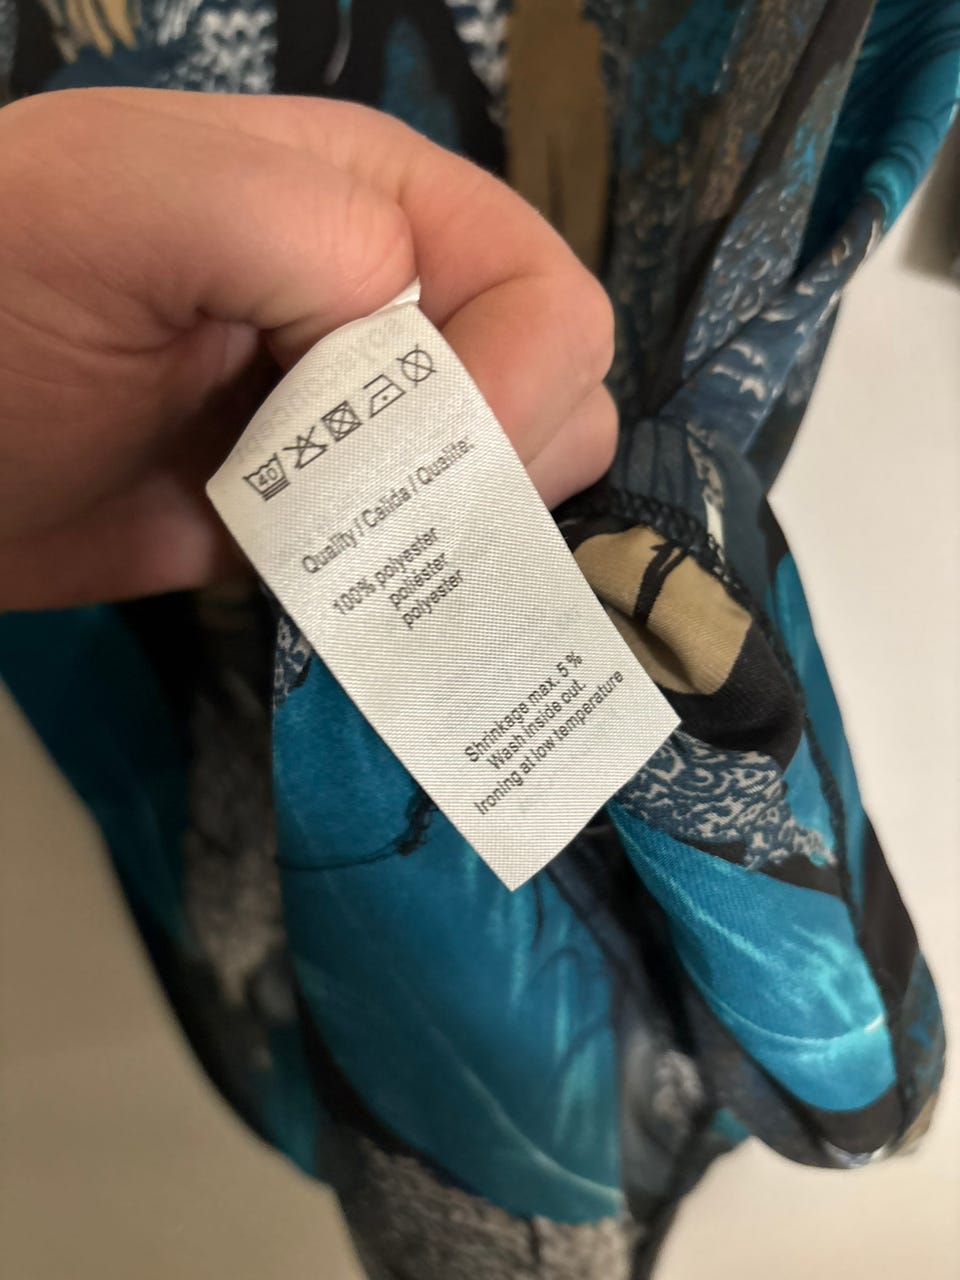 40
Quality / Calida / Qualite:
100% polyester
poliester
polyester
Shrinkage max. 5 %
Wash inside out.
Ironing at low temperature